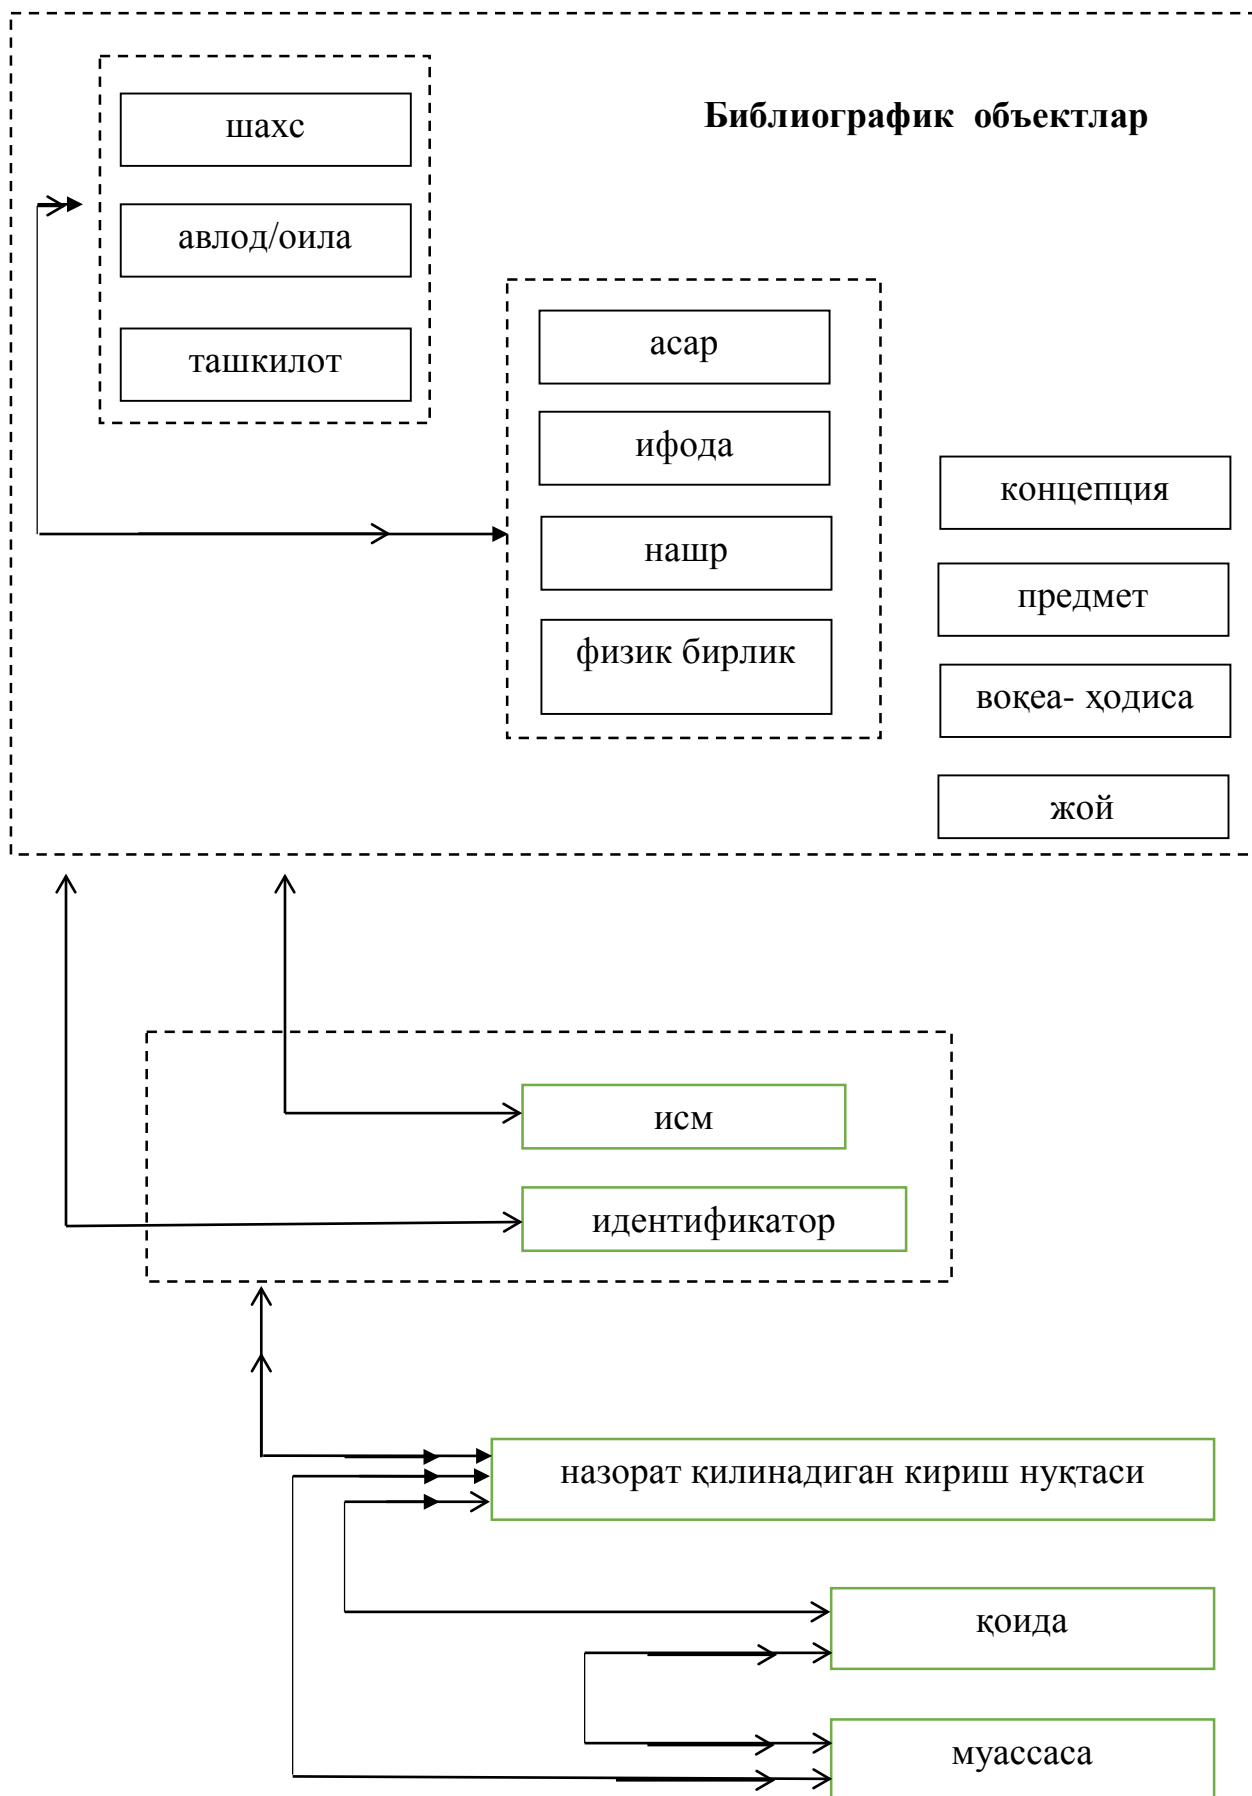 Библиографик объектлар
шахс
авлод/оила
ташкилот
асар
ифода
нашр
физик бирлик
концепция
предмет
воқеа- ҳодиса
жой
исм
идентификатор
назорат қилинадиган кириш нуқтаси
қоида
муассаса